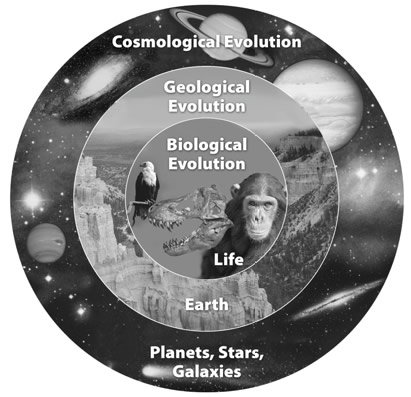 Cosmological Evolution
Geological
Evolution
Biological
Evolution
Life
Earth
Planets, Stars,
Galaxies